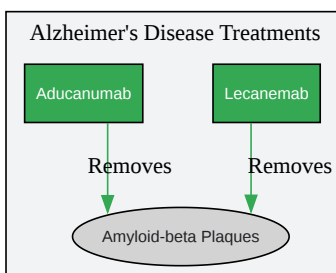 Alzheimer's Disease Treatments
Aducanumab
Lecanemab
Removes
Removes
Amyloid-beta Plaques